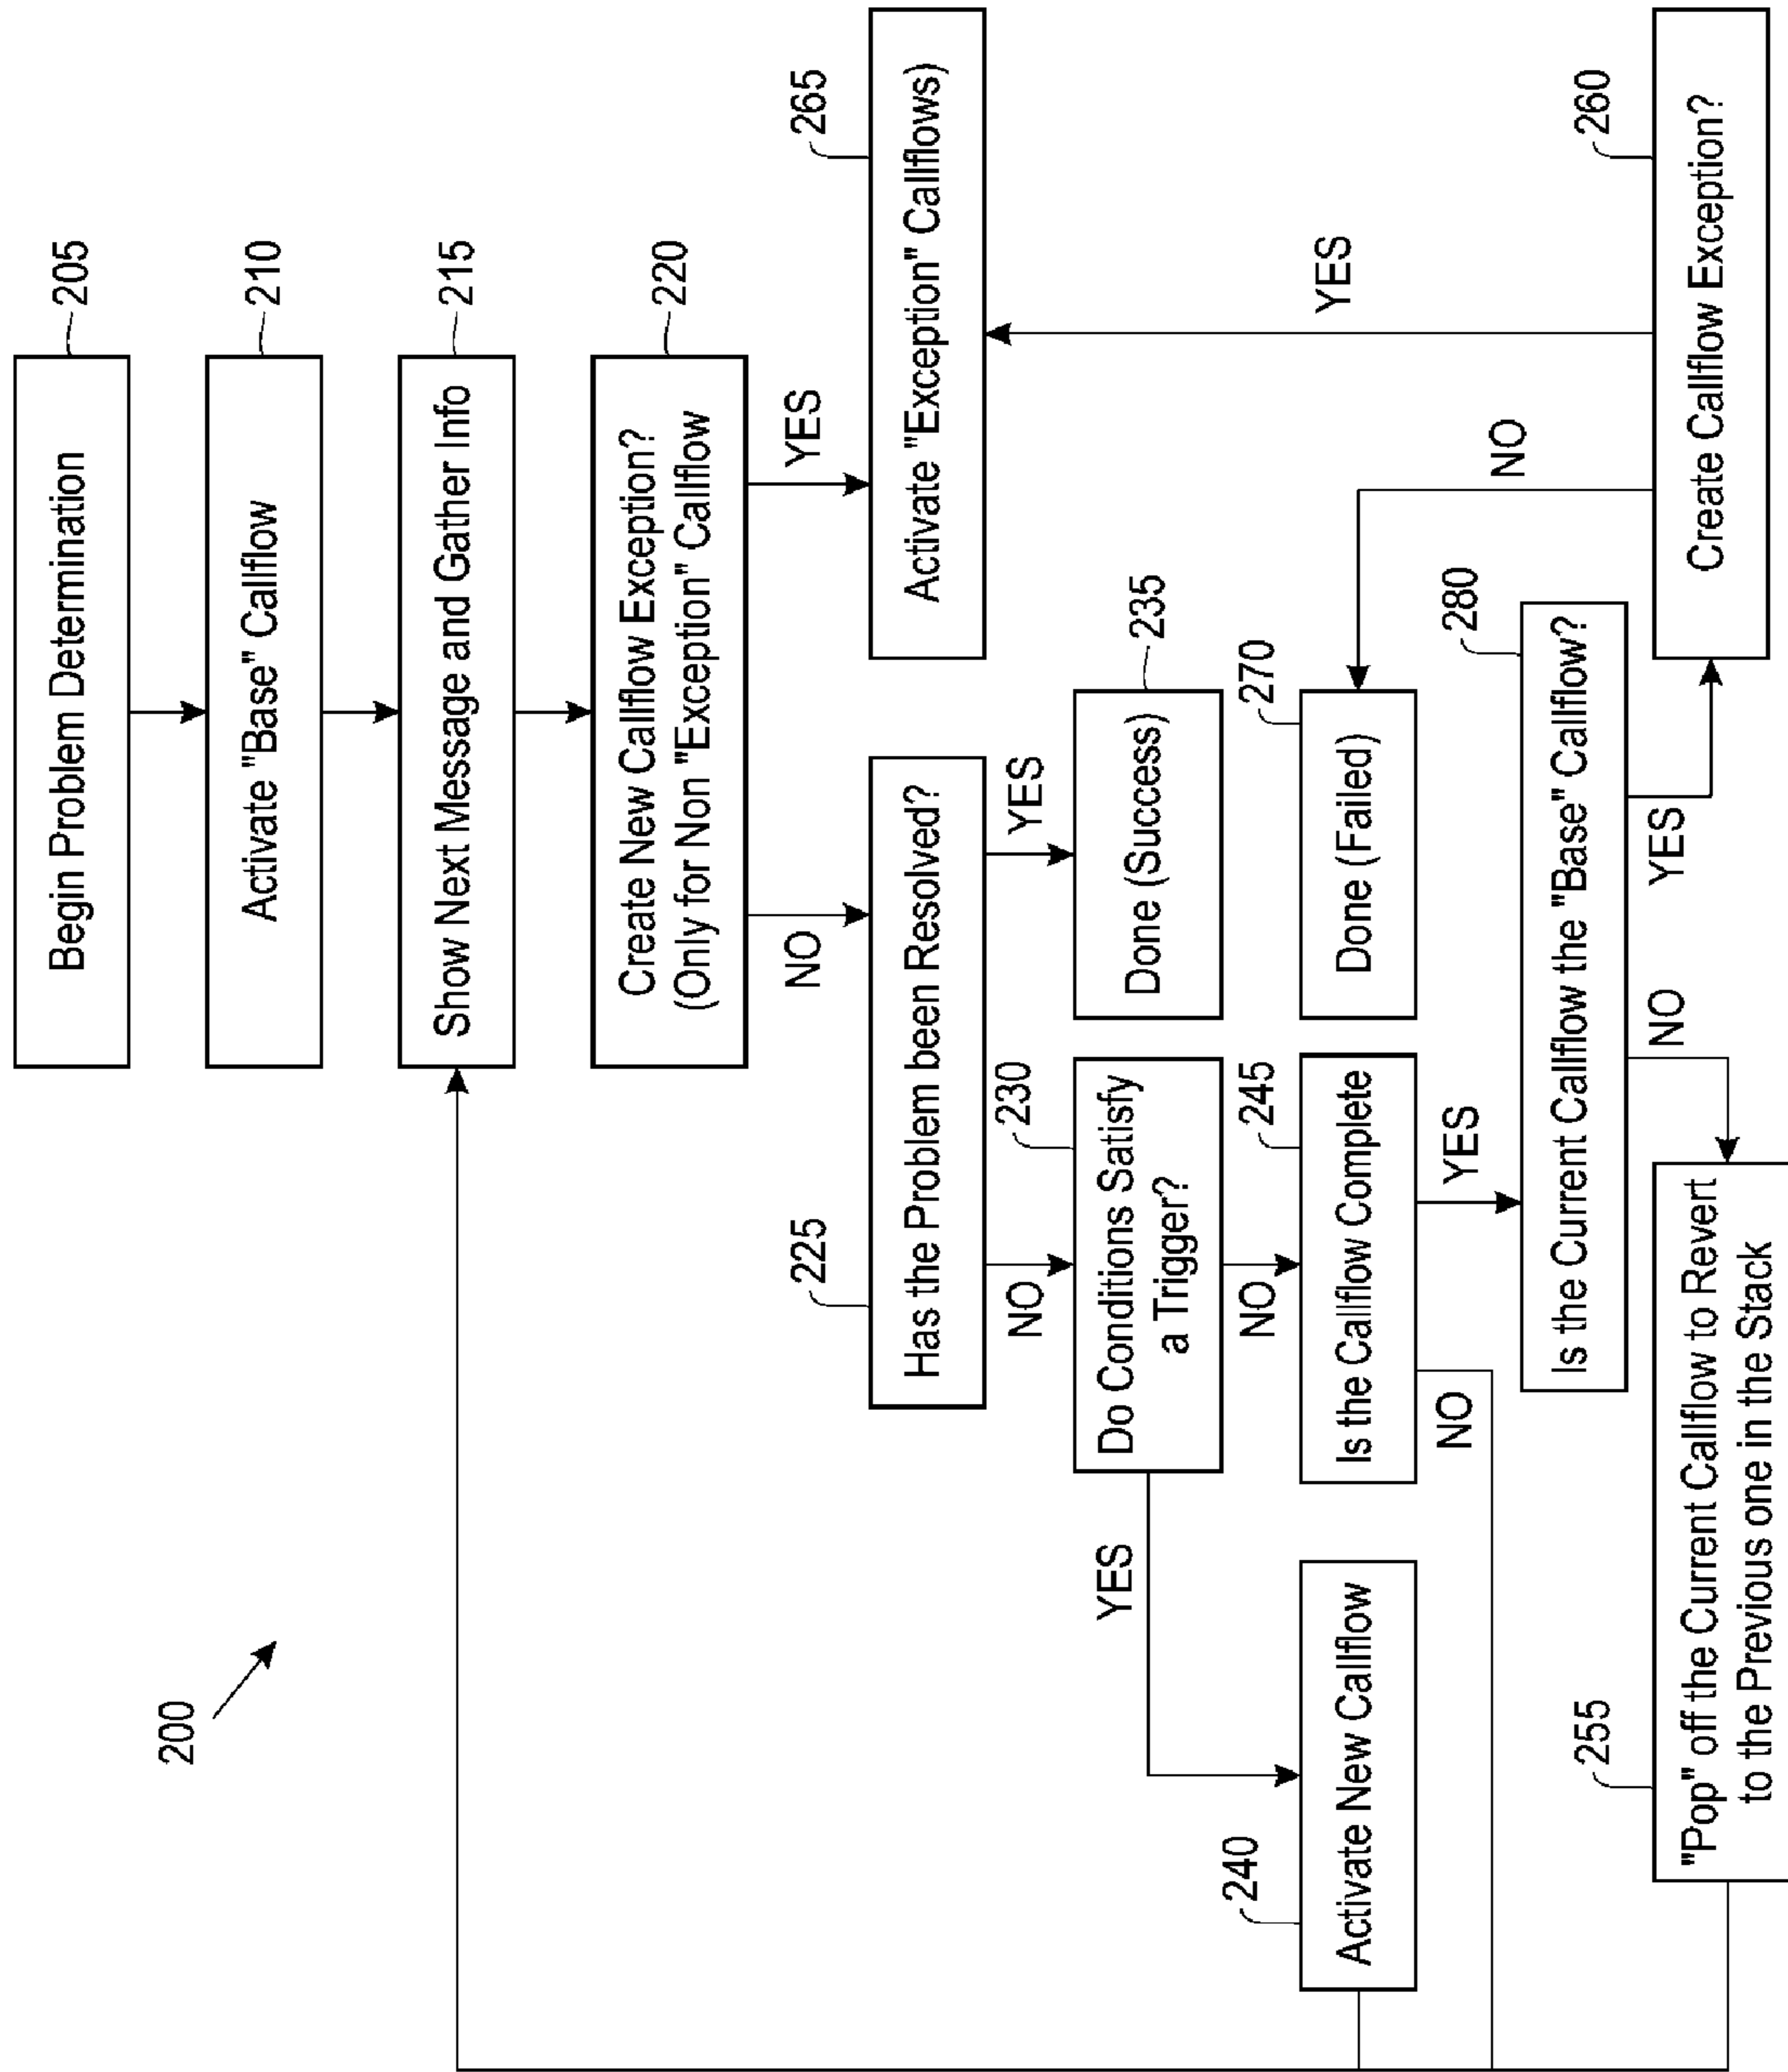 200
Begin Problem Determination
205
Activate "Base" Callflow
210
Show Next Message and Gather Info
215
Create New Callflow Exception?
(Only for Non "Exception" Callflow
220
NO
YES
225
Has the Problem been Resolved?
Activate "Exception" Callflows)
265
NO
YES
230
Do Conditions Satisfy
a Trigger?
Done (Success)
235
YES
NO
240
Activate New Callflow
245
Is the Callflow Complete
Done (Failed)
270
NO
YES
NO
YES
Is the Current Callflow the "Base" Callflow?
280
NO
YES
255
"Pop" off the Current Callflow to Revert
to the Previous one in the Stack
Create Callflow Exception?
260